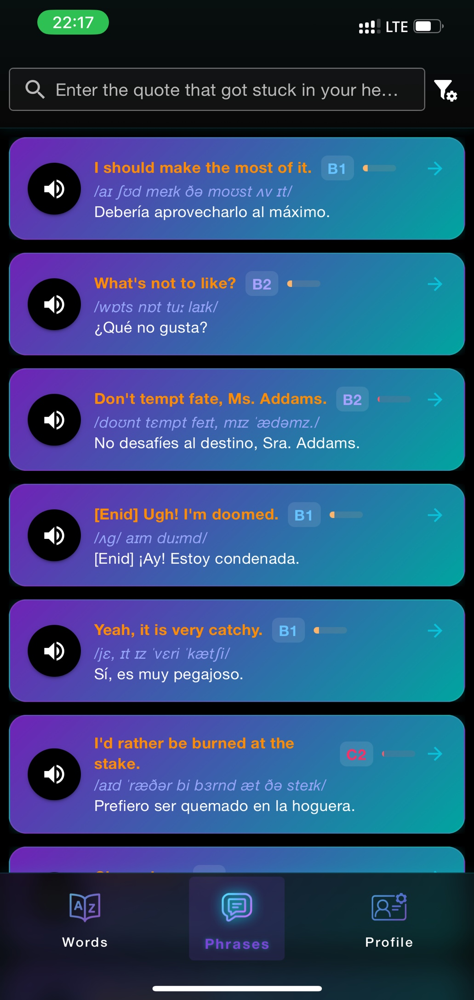 22:17
LTE
Enter the quote that got stuck in your he...
I should make the most of it. B1
/aɪ ʃʊd meɪk ðə moʊst ʌv ɪt/
Debería aprovecharlo al máximo.
What's not to like? B2
/wɒts nɒt tuː laɪk/
¿Qué no gusta?
Don't tempt fate, Ms. Addams. B2
/doʊnt tɛmpt feɪt, mɪz ˈædəmz./
No desafíes al destino, Sra. Addams.
[Enid] Ugh! I'm doomed. B1
/ʌg/ aɪm duːmd/
[Enid] ¡Ay! Estoy condenada.
Yeah, it is very catchy. B1
/jɛ, ɪt ɪz ˈvɛri ˈkætʃi/
Sí, es muy pegajoso.
I'd rather be burned at the
stake.
C2
/aɪd ˈræðər bi bɜrnd æt ðə steɪk/
Prefiero ser quemado en la hoguera.
A Z
Words
Phrases
Profile